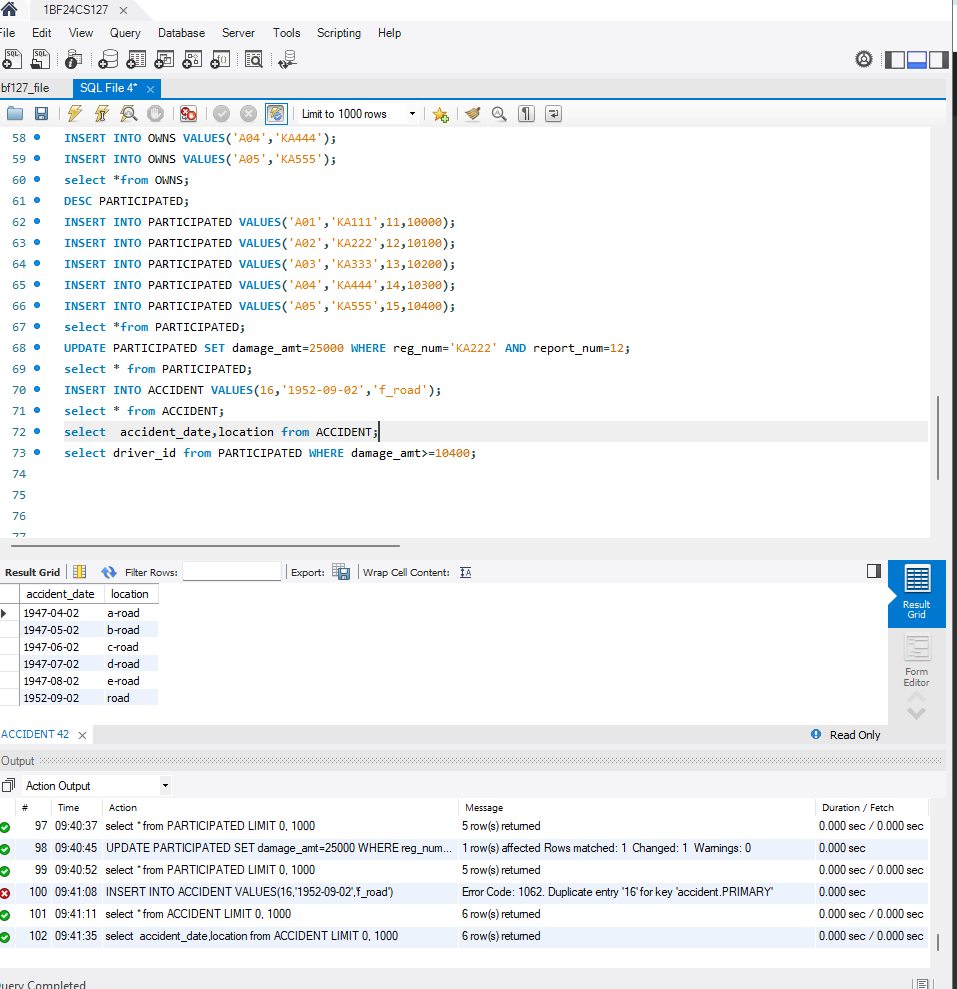 1BF24CS127
File Edit View Query Database Server Tools Scripting Help
bf127_file SQL File 4*
Limit to 1000 rows
58 INSERT INTO OWNS VALUES('A04','KA444');
59 INSERT INTO OWNS VALUES('A05','KA555');
60 select *from OWNS;
61 DESC PARTICIPATED;
62 INSERT INTO PARTICIPATED VALUES('A01','KA111',11,10000);
63 INSERT INTO PARTICIPATED VALUES('A02','KA222',12,10100);
64 INSERT INTO PARTICIPATED VALUES('A03','KA333',13,10200);
65 INSERT INTO PARTICIPATED VALUES('A04','KA444',14,10300);
66 INSERT INTO PARTICIPATED VALUES('A05','KA555',15,10400);
67 select *from PARTICIPATED;
68 UPDATE PARTICIPATED SET damage_amt=25000 WHERE reg_num='KA222' AND report_num=12;
69 select * from PARTICIPATED;
70 INSERT INTO ACCIDENT VALUES(16,'1952-09-02','f_road');
71 select * from ACCIDENT;
72 select  accident_date,location from ACCIDENT;
73 select driver_id from PARTICIPATED WHERE damage_amt>=10400;
74
75
76
77
Result Grid Filter Rows: Export: Wrap Cell Content:
accident_date location
1947-04-02 a-road
1947-05-02 b-road
1947-06-02 c-road
1947-07-02 d-road
1947-08-02 e-road
1952-09-02 road
Result
Grid
Form
Editor
ACCIDENT 42 Read Only
Output
Action Output
# Time Action Message Duration / Fetch
97 09:40:37 select * from PARTICIPATED LIMIT 0, 1000 5 row(s) returned 0.000 sec / 0.000 sec
98 09:40:45 UPDATE PARTICIPATED SET damage_amt=25000 WHERE reg_num... 1 row(s) affected Rows matched: 1  Changed: 1  Warnings: 0 0.000 sec
99 09:40:52 select * from PARTICIPATED LIMIT 0, 1000 5 row(s) returned 0.000 sec / 0.000 sec
100 09:41:08 INSERT INTO ACCIDENT VALUES(16,'1952-09-02','f_road') Error Code: 1062. Duplicate entry '16' for key 'accident.PRIMARY' 0.000 sec
101 09:41:11 select * from ACCIDENT LIMIT 0, 1000 6 row(s) returned 0.000 sec / 0.000 sec
102 09:41:35 select  accident_date,location from ACCIDENT LIMIT 0, 1000 6 row(s) returned 0.000 sec / 0.000 sec
Query Completed